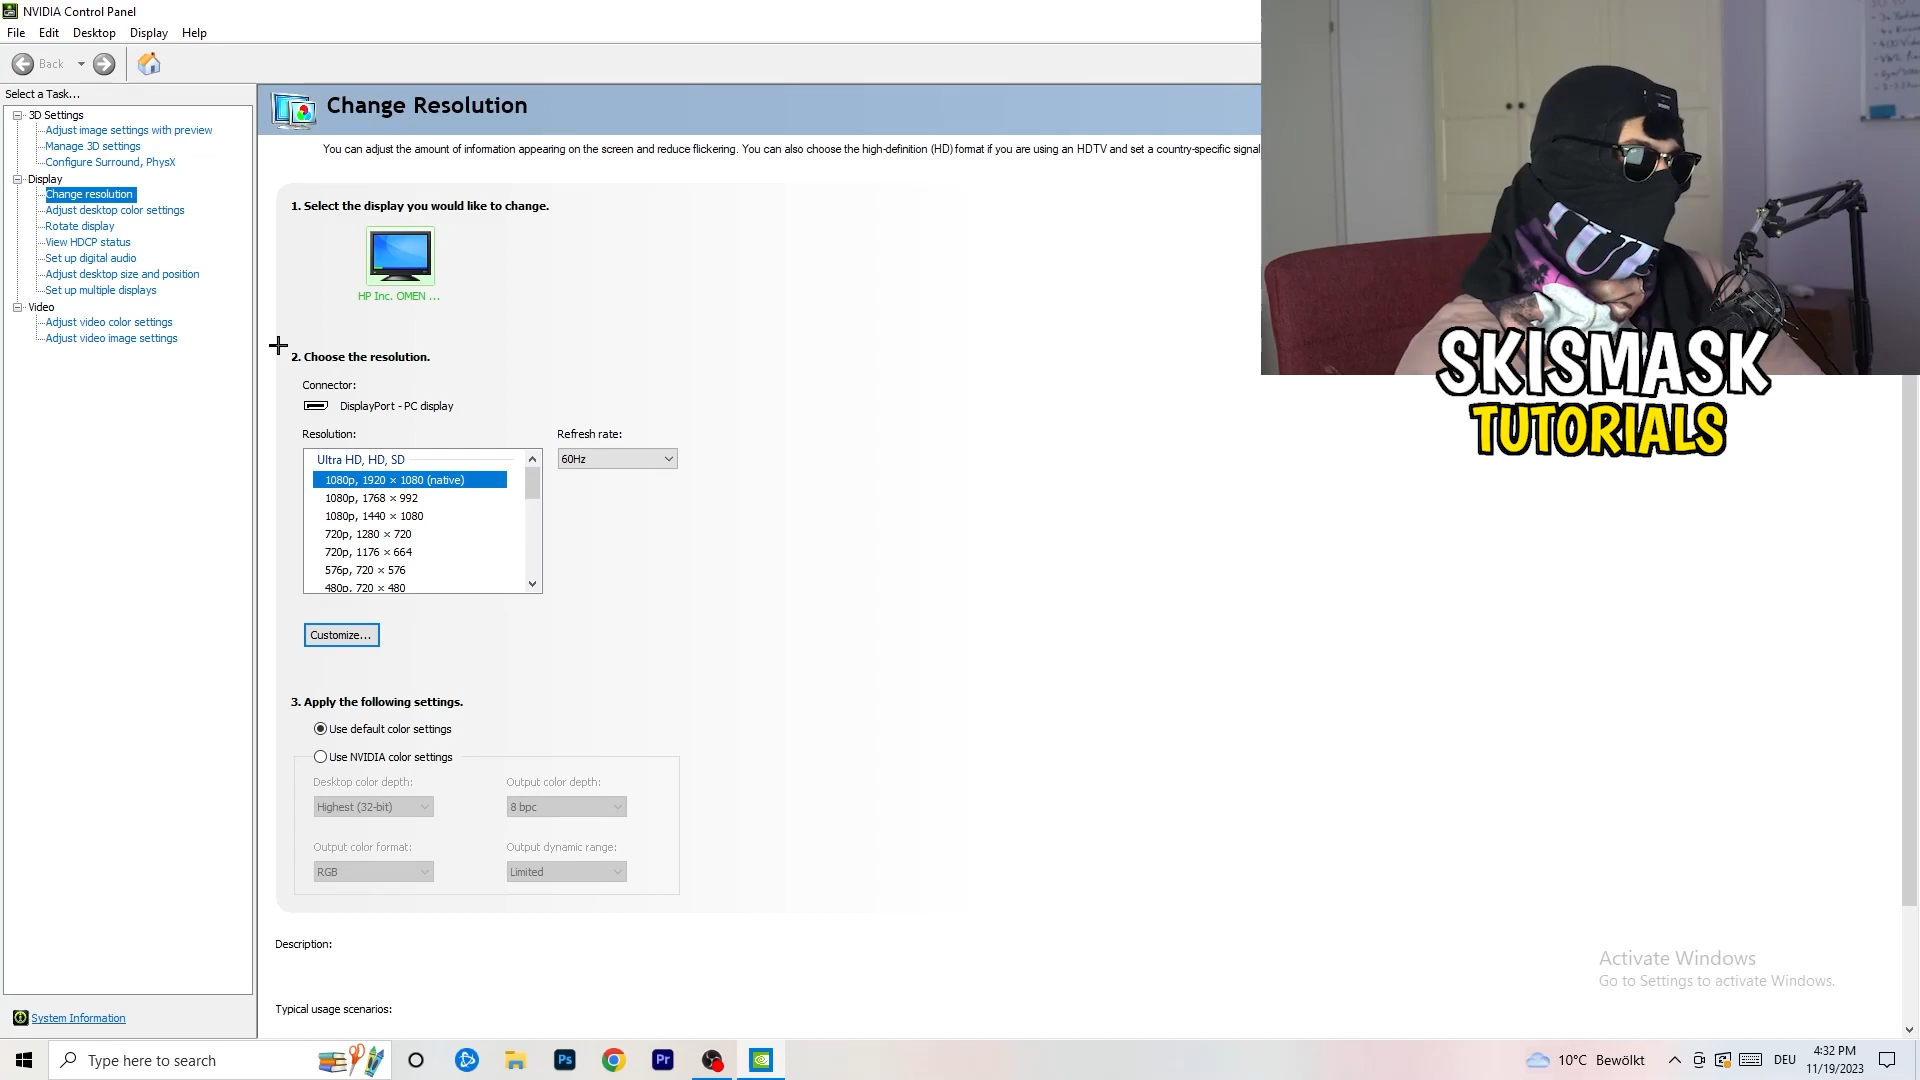 NVIDIA Control Panel
File Edit Desktop Display Help
Back
Select a Task...
3D Settings
Adjust image settings with preview
Manage 3D settings
Configure Surround, PhysX
Display
Change resolution
Adjust desktop color settings
Rotate display
View HDCP status
Set up digital audio
Adjust desktop size and position
Set up multiple displays
Video
Adjust video color settings
Adjust video image settings
System Information
Change Resolution
You can adjust the amount of information appearing on the screen and reduce flickering. You can also choose the high-definition (HD) format if you are using an HDTV and set a country-specific signal
1. Select the display you would like to change.
HP Inc. OMEN ...
2. Choose the resolution.
Connector:
DisplayPort - PC display
Resolution:
Refresh rate:
Ultra HD, HD, SD
60Hz
1080p, 1920 × 1080 (native)
1080p, 1768 × 992
1080p, 1440 × 1080
720p, 1280 × 720
720p, 1176 × 664
576p, 720 × 576
480p, 720 × 480
Customize...
3. Apply the following settings.
Use default color settings
Use NVIDIA color settings
Desktop color depth:
Output color depth:
Highest (32-bit)
8 bpc
Output color format:
Output dynamic range:
RGB
Limited
Description:
Typical usage scenarios:
SKISMASK
TUTORIALS
Activate Windows
Go to Settings to activate Windows.
Type here to search
Ps
Pr
10°C Bewölkt
DEU
4:32 PM
11/19/2023